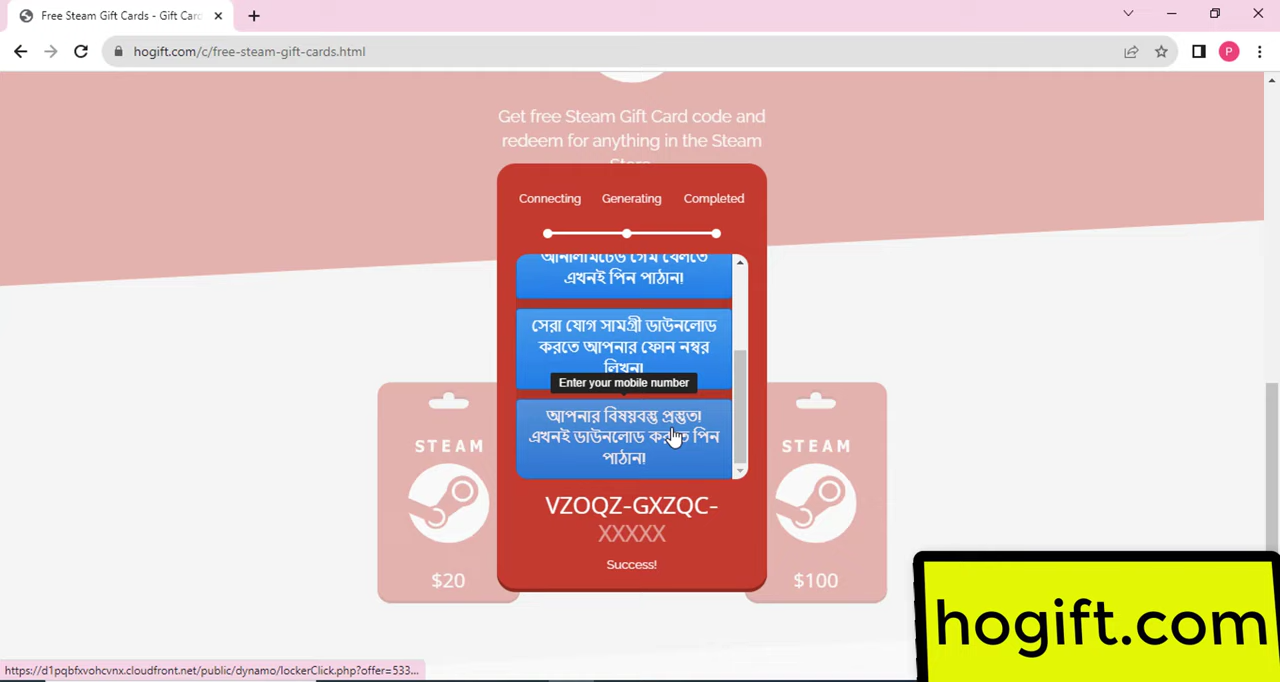 Free Steam Gift Cards - Gift Car
hogift.com/c/free-steam-gift-cards.html
P
Get free Steam Gift Card code and
redeem for anything in the Steam
Connecting Generating Completed
আনলিমিটেড গেম খেলতে
এখনই পিন পাঠান!
সেরা যোগ সামগ্রী ডাউনলোড
করতে আপনার ফোন নম্বর
লিখুন!
Enter your mobile number
আপনার বিষয়বস্তু প্রস্তুত!
এখনই ডাউনলোড করতে পিন
পাঠান!
STEAM
$20
STEAM
$100
VZOQZ-GXZQC-
XXXXX
Success!
hogift.com
https://d1pqbfxvohcvnx.cloudfront.net/public/dynamo/lockerClick.php?offer=533...